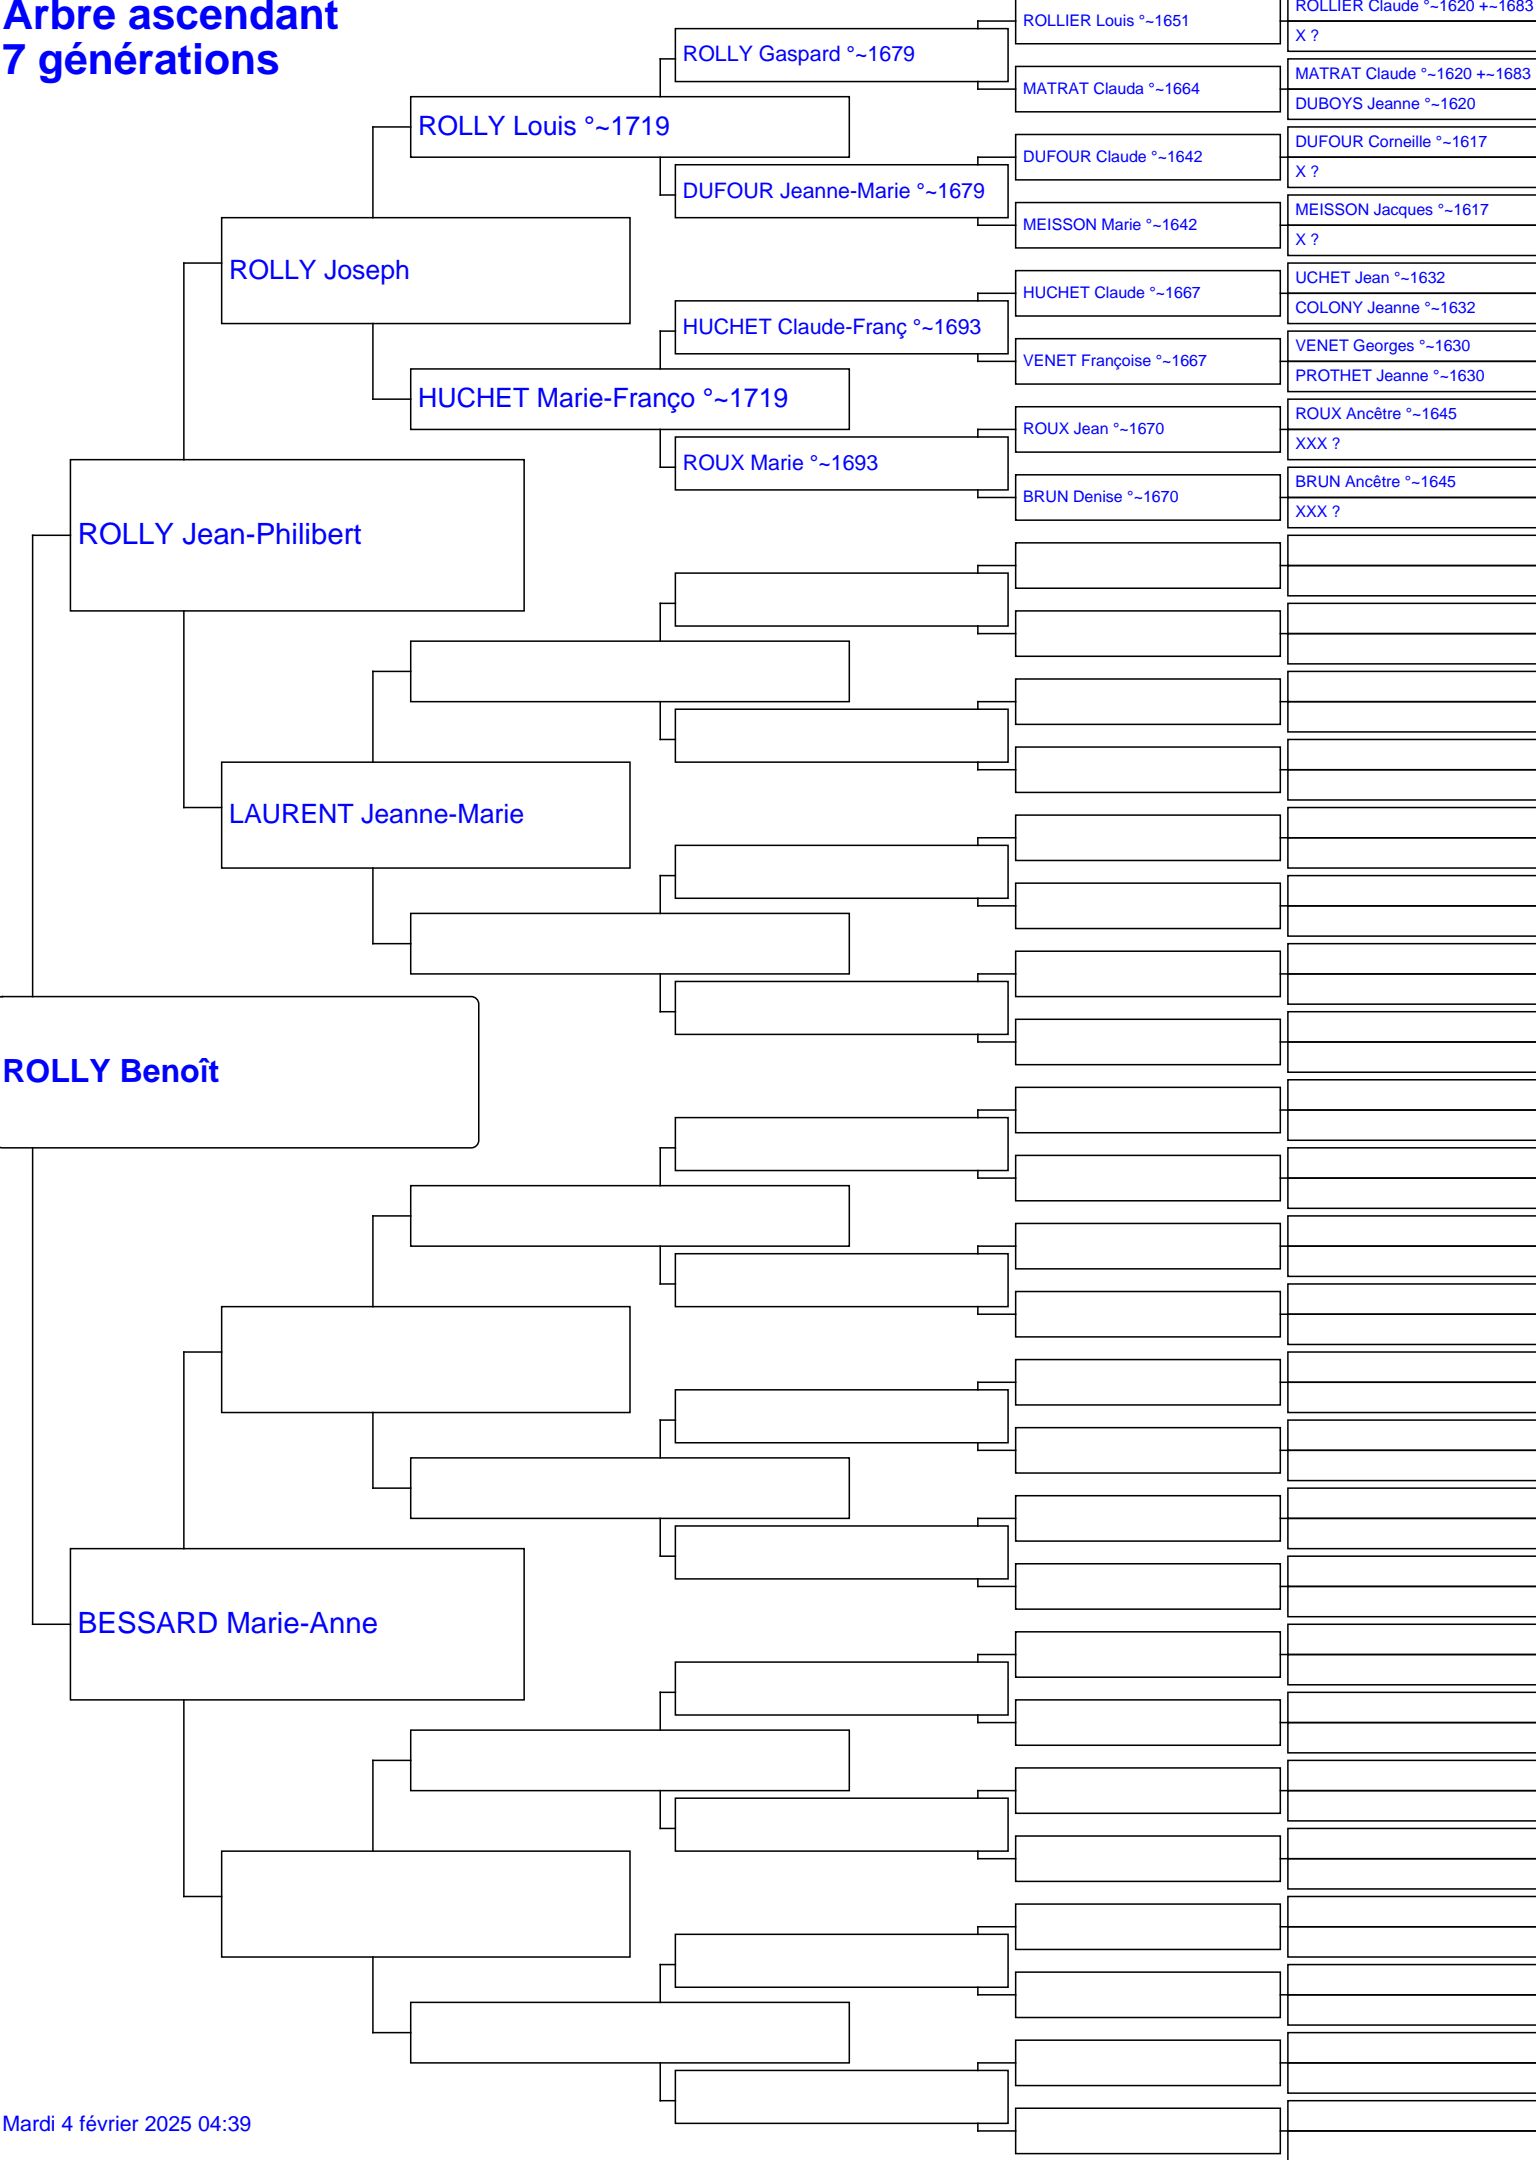 Arbre ascendant
7 générations
ROLLY Benoît
ROLLY Jean-Philibert
BESSARD Marie-Anne
ROLLY Joseph
LAURENT Jeanne-Marie
ROLLY Louis °~1719
HUCHET Marie-Franço °~1719
ROLLY Gaspard °~1679
DUFOUR Jeanne-Marie °~1679
HUCHET Claude-Franç °~1693
ROUX Marie °~1693
ROLLIER Louis °~1651
MATRAT Clauda °~1664
DUFOUR Claude °~1642
MEISSON Marie °~1642
HUCHET Claude °~1667
VENET Françoise °~1667
ROUX Jean °~1670
BRUN Denise °~1670
ROLLIER Claude °~1620 +~1683
X ?
MATRAT Claude °~1620 +~1683
DUBOYS Jeanne °~1620
DUFOUR Corneille °~1617
X ?
MEISSON Jacques °~1617
X ?
UCHET Jean °~1632
COLONY Jeanne °~1632
VENET Georges °~1630
PROTHET Jeanne °~1630
ROUX Ancêtre °~1645
XXX ?
BRUN Ancêtre °~1645
XXX ?
Mardi 4 février 2025 04:39